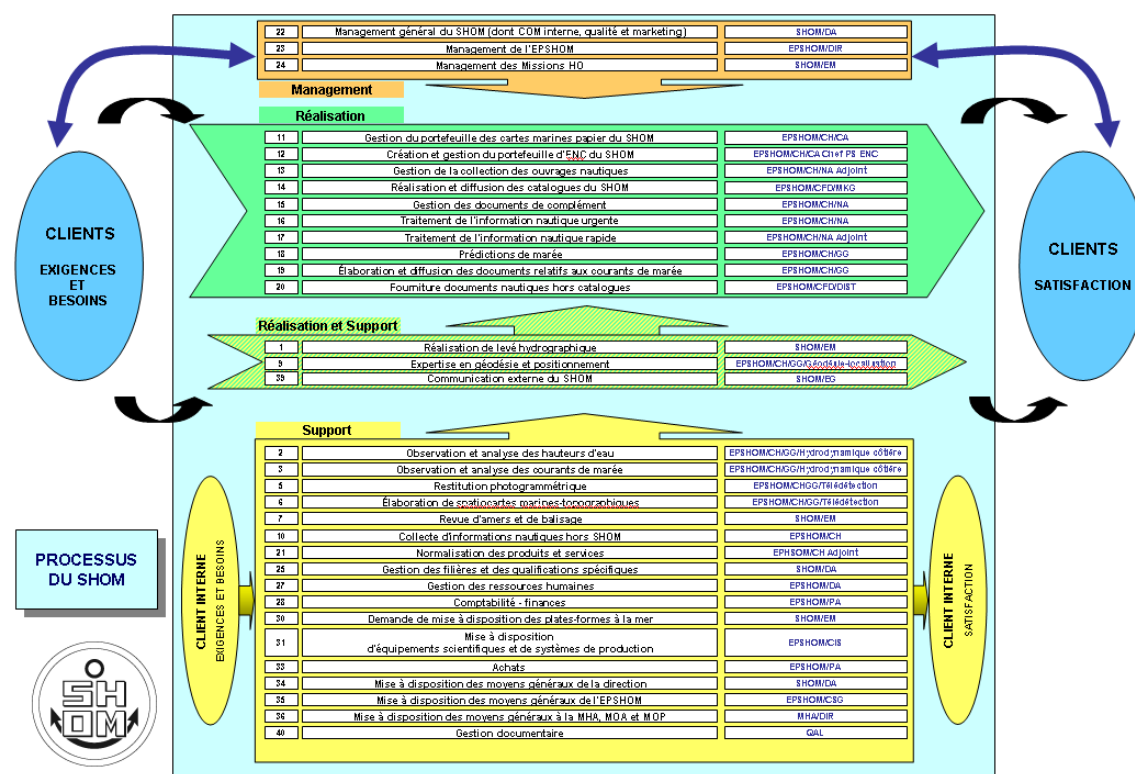 22 Management général du SHOM (dont COM interne, qualité et marketing) SHOM/DA
23 Management de l'EPSHOM EPSHOM/DIR
24 Management des Missions HO SHOM/EM
Management
Réalisation
11 Gestion du portefeuille des cartes marines papier du SHOM EPSHOM/CH/CA
12 Création et gestion du portefeuille d'ENC du SHOM EPSHOM/CH/CA Chef PS ENC
13 Gestion de la collection des ouvrages nautiques EPSHOM/CH/NA Adjoint
14 Réalisation et diffusion des catalogues du SHOM EPSHOM/CFD/MKG
15 Gestion des documents de complément EPSHOM/CH/NA
16 Traitement de l'information nautique urgente EPSHOM/CH/NA
17 Traitement de l'information nautique rapide EPSHOM/CH/NA Adjoint
18 Prédictions de marée EPSHOM/CH/GG
19 Élaboration et diffusion des documents relatifs aux courants de marée EPSHOM/CH/GG
20 Fourniture documents nautiques hors catalogues EPSHOM/CFD/DIST
CLIENTS
EXIGENCES
ET
BESOINS
CLIENTS
SATISFACTION
Réalisation et Support
1 Réalisation de levé hydrographique SHOM/EM
9 Expertise en géodésie et positionnement EPSHOM/CH/GG/Géodésie-localisation
39 Communication externe du SHOM SHOM/EG
Support
2 Observation et analyse des hauteurs d'eau EPSHOM/CH/GG/Hydrodynamique côtière
3 Observation et analyse des courants de marée EPSHOM/CH/GG/Hydrodynamique côtière
5 Restitution photogrammétrique EPSHOM/CHGG/Télédétection
6 Élaboration de spatiocartes marines-topographiques EPSHOM/CHGG/Télédétection
7 Revue d'amers et de balisage SHOM/EM
10 Collecte d'informations nautiques hors SHOM EPSHOM/CH
21 Normalisation des produits et services EPHSOM/CH Adjoint
25 Gestion des filières et des qualifications spécifiques SHOM/DA
27 Gestion des ressources humaines EPSHOM/DA
28 Comptabilité - finances EPSHOM/PA
30 Demande de mise à disposition des plates-formes à la mer SHOM/EM
31 Mise à disposition
d'équipements scientifiques et de systèmes de production EPSHOM/CIS
33 Achats EPSHOM/PA
34 Mise à disposition des moyens généraux de la direction SHOM/DA
35 Mise à disposition des moyens généraux de l'EPSHOM EPSHOM/CSG
36 Mise à disposition des moyens généraux à la MHA, MOA et MOP MHA/DIR
40 Gestion documentaire QAL
CLIENT INTERNE
EXIGENCES ET BESOINS
CLIENT INTERNE
SATISFACTION
PROCESSUS
DU SHOM
SH
OM